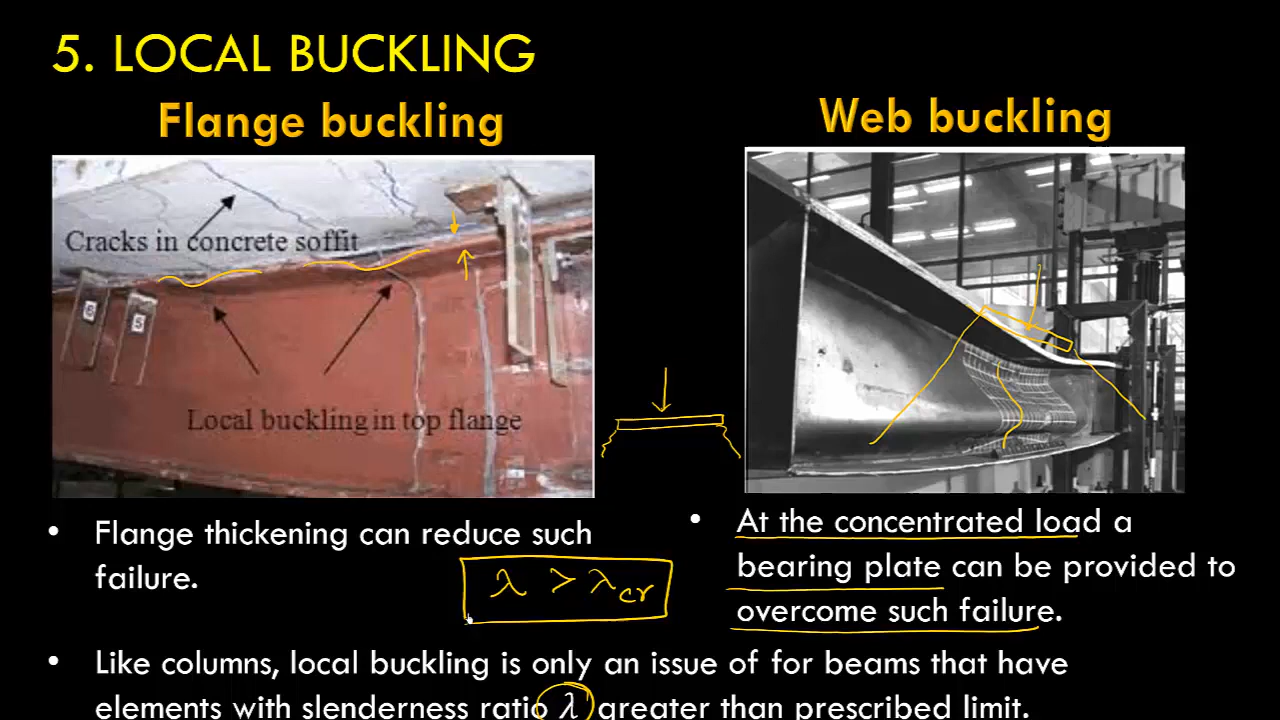 5. LOCAL BUCKLING
Flange buckling
Web buckling
Cracks in concrete soffit
6
5
Local buckling in top flange
• Flange thickening can reduce such
failure.
λ > λcr
• At the concentrated load a
bearing plate can be provided to
overcome such failure.
• Like columns, local buckling is only an issue of for beams that have
elements with slenderness ratio λ greater than prescribed limit.